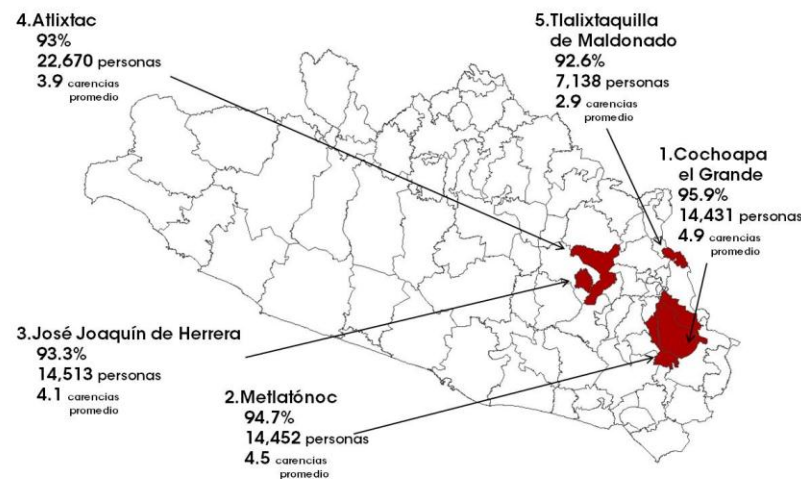 4.Atlixtac
93%
22,670 personas
3.9 carencias
promedio
5.Tlalixtaquilla
de Maldonado
92.6%
7,138 personas
2.9 carencias
promedio
1.Cochoapa
el Grande
95.9%
14,431 personas
4.9 carencias
promedio
3.José Joaquín de Herrera
93.3%
14,513 personas
4.1 carencias
promedio
2.Metlatónoc
94.7%
14,452 personas
4.5 carencias
promedio